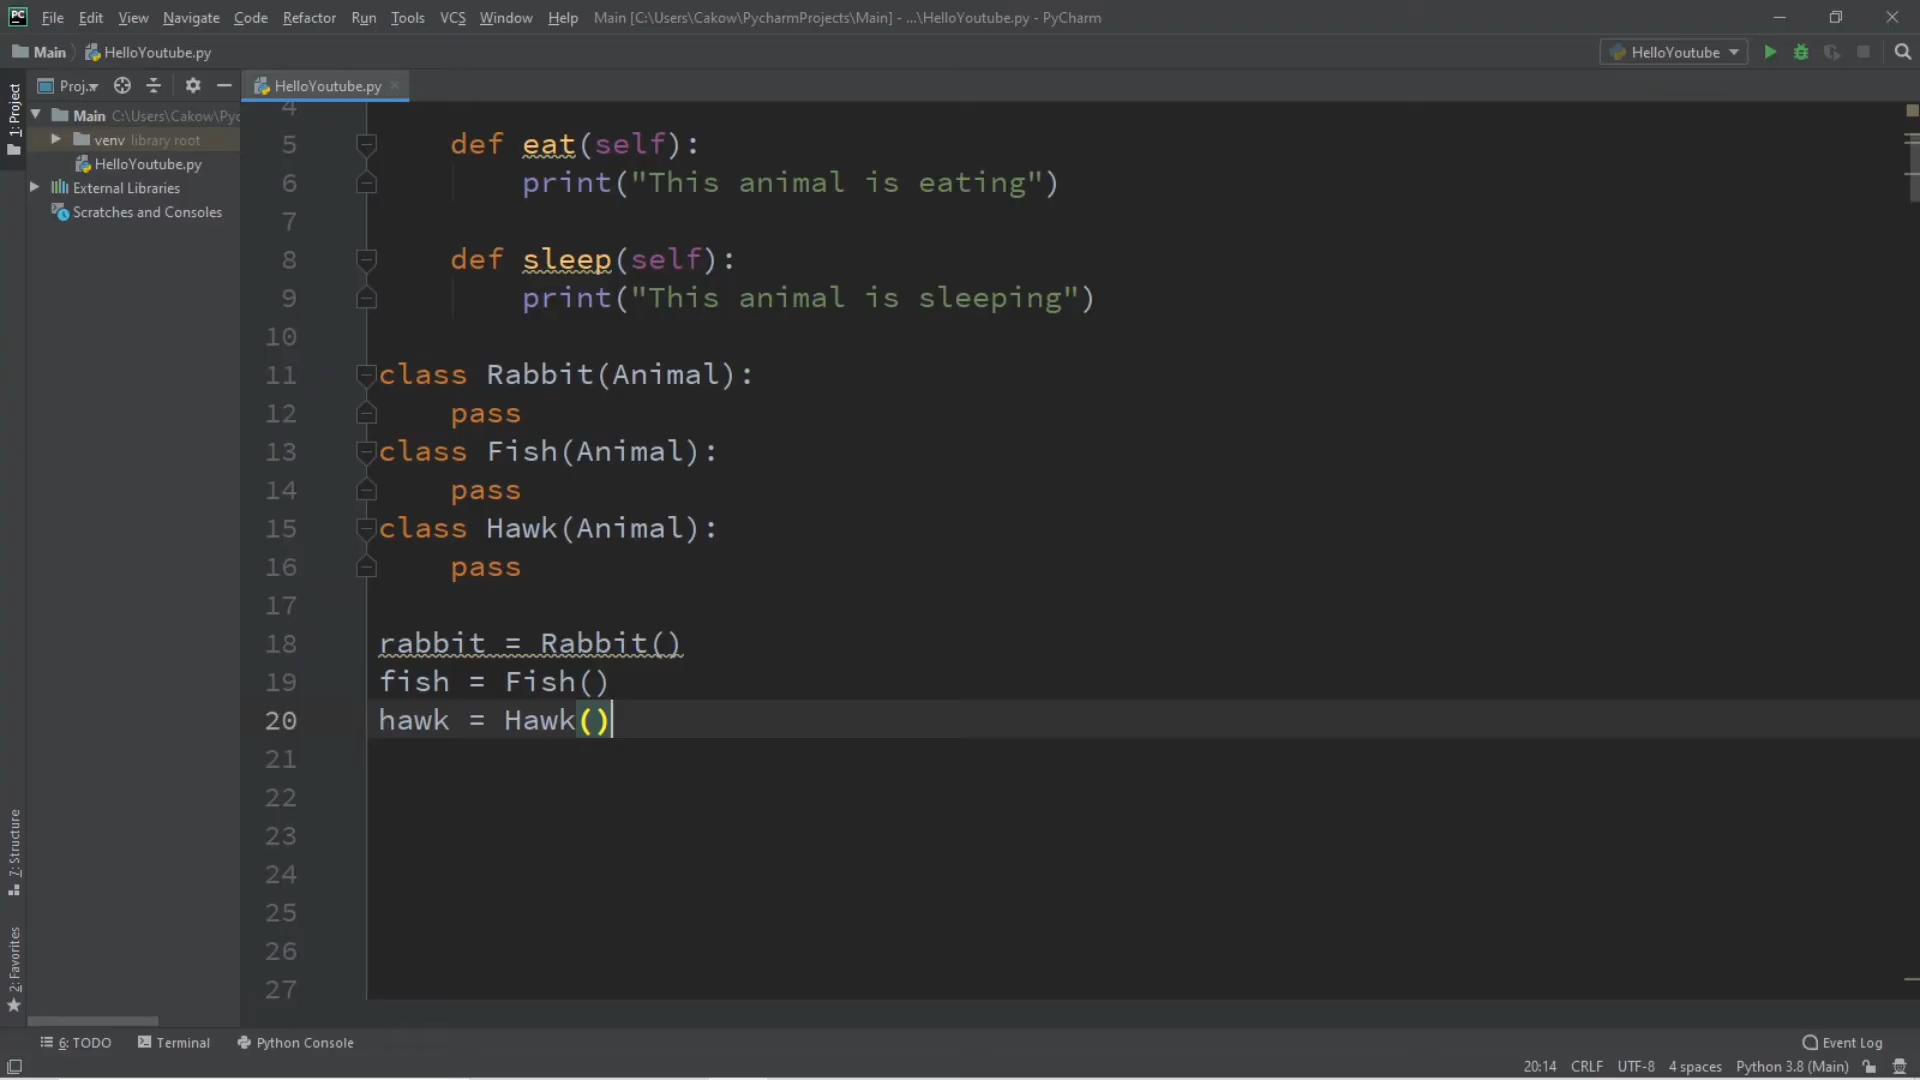 PC File Edit View Navigate Code Refactor Run Tools VCS Window Help Main [C:\Users\Cakow\PycharmProjects\Main] - ...\HelloYoutube.py - PyCharm
Main HelloYoutube.py HelloYoutube
Proj... HelloYoutube.py
1: Project
Main C:\Users\Cakow\Pyc
venv library root
HelloYoutube.py
External Libraries
Scratches and Consoles
4
5 def eat(self):
6 print("This animal is eating")
7
8 def sleep(self):
9 print("This animal is sleeping")
10
11 class Rabbit(Animal):
12 pass
13 class Fish(Animal):
14 pass
15 class Hawk(Animal):
16 pass
17
18 rabbit = Rabbit()
19 fish = Fish()
20 hawk = Hawk()
21
22
23
24
25
26
27
7: Structure
2: Favorites
6: TODO Terminal Python Console Event Log
20:14 CRLF UTF-8 4 spaces Python 3.8 (Main)